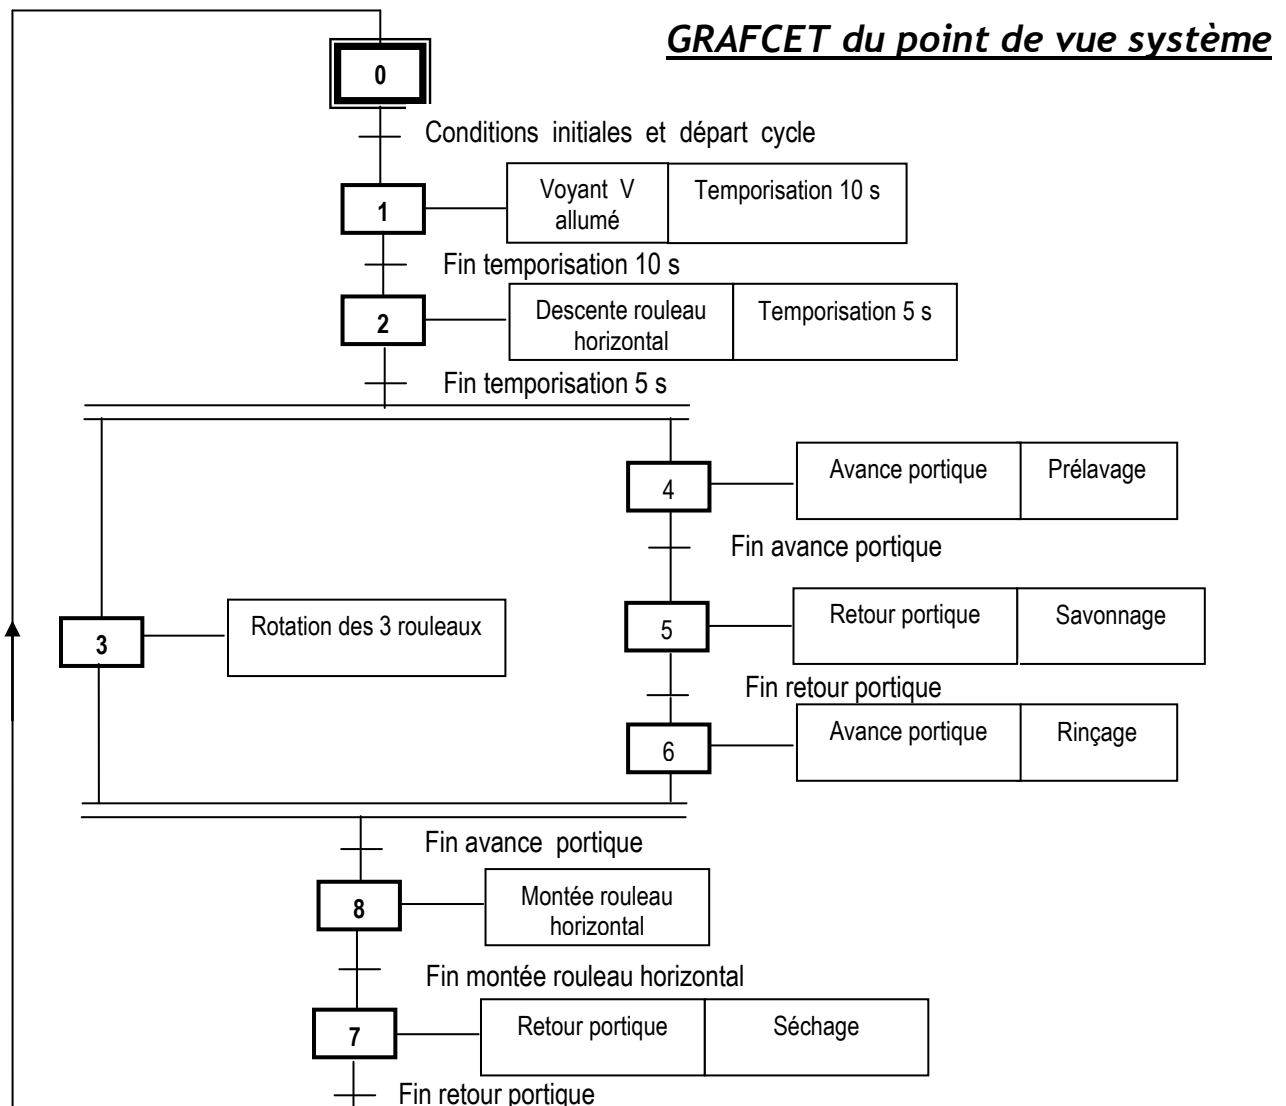 GRAFCET du point de vue système
0
Conditions initiales et départ cycle
1
Voyant V
allumé
Temporisation 10 s
Fin temporisation 10 s
2
Descente rouleau
horizontal
Temporisation 5 s
Fin temporisation 5 s
4
Avance portique
Prélavage
Fin avance portique
3
Rotation des 3 rouleaux
5
Retour portique
Savonnage
Fin retour portique
6
Avance portique
Rinçage
Fin avance portique
8
Montée rouleau
horizontal
Fin montée rouleau horizontal
7
Retour portique
Séchage
Fin retour portique